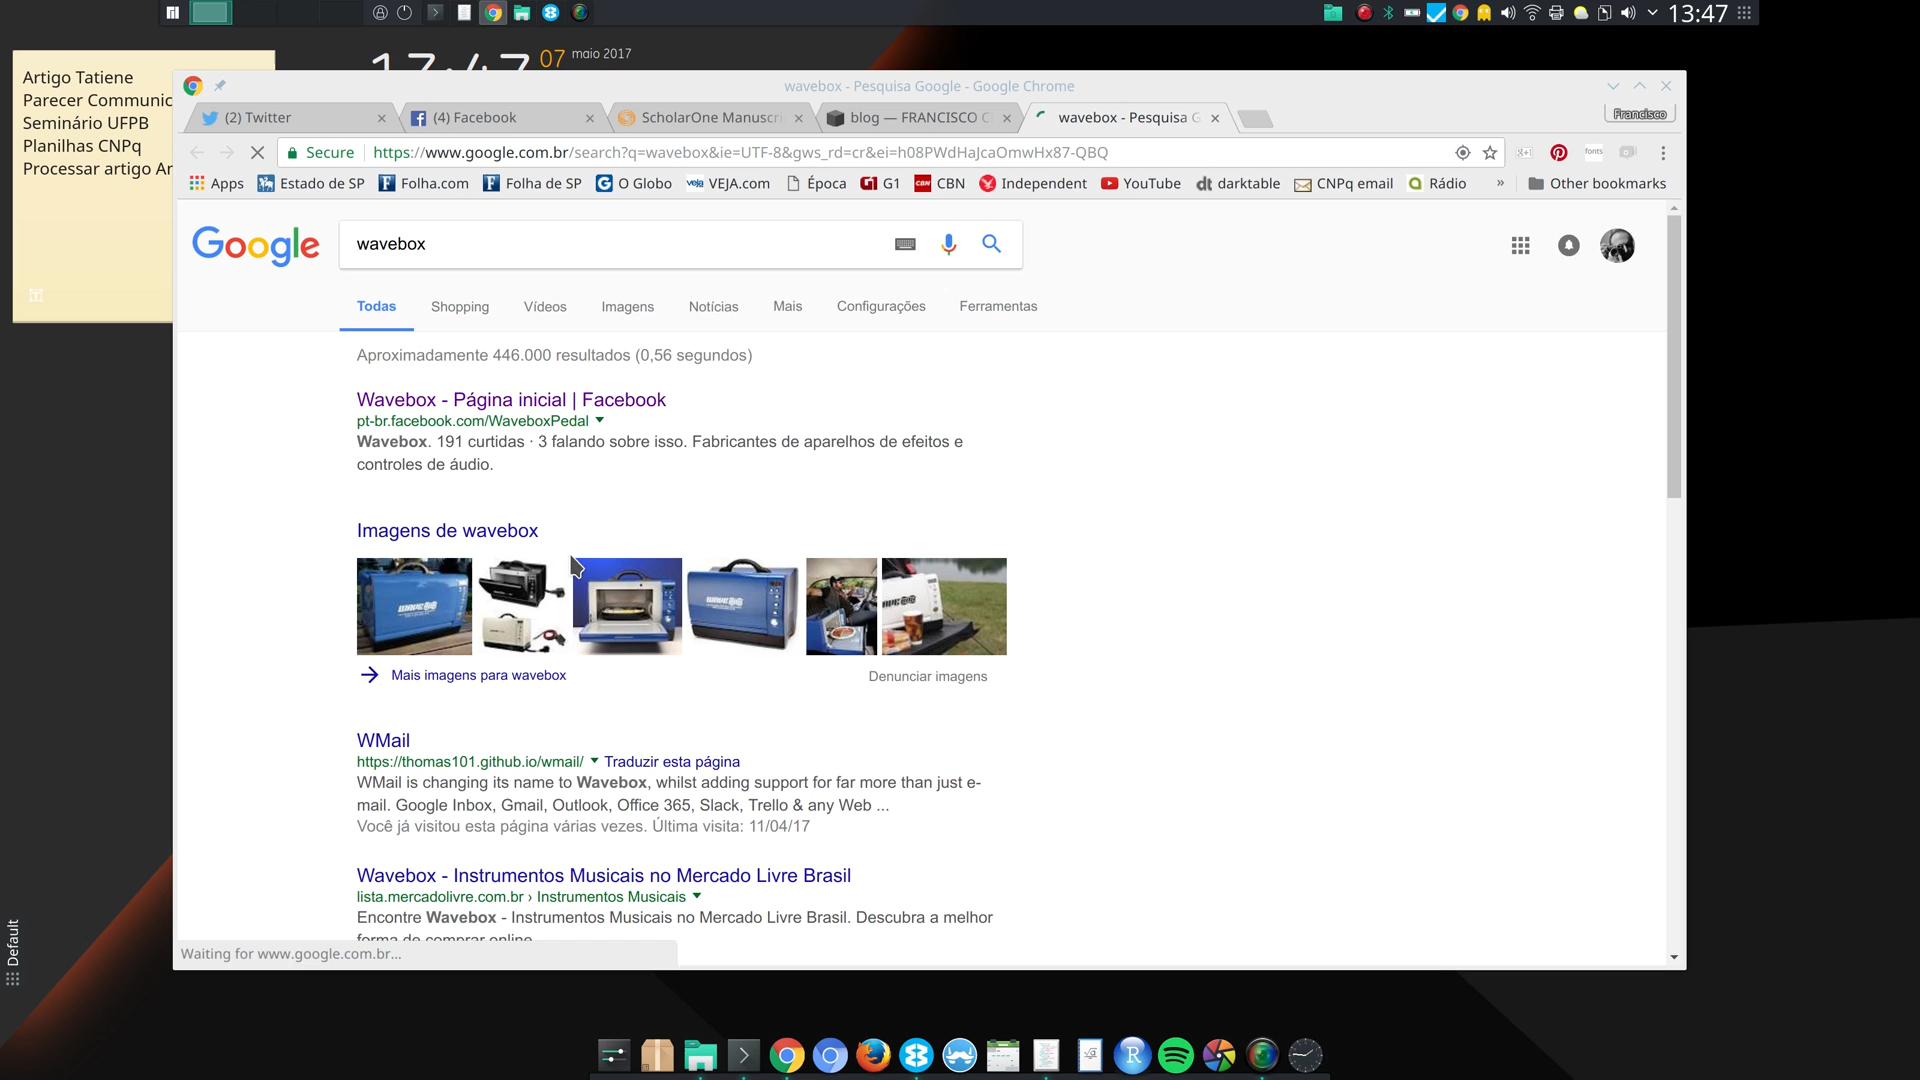 13:47
07 maio 2017
Artigo Tatiene
Parecer Communic
Seminário UFPB
Planilhas CNPq
Processar artigo Ar
wavebox - Pesquisa Google - Google Chrome
(2) Twitter
(4) Facebook
ScholarOne Manuscri
blog — FRANCISCO C
wavebox - Pesquisa G
Francisco
Secure
https://www.google.com.br/search?q=wavebox&ie=UTF-8&gws_rd=cr&ei=h08PWdHaJcaOmwHx87-QBQ
fonts
Apps Estado de SP Folha.com Folha de SP O Globo VEJA.com Época G1 CBN Independent YouTube darktable CNPq email Rádio » Other bookmarks
Google
wavebox
Todas Shopping Vídeos Imagens Notícias Mais Configurações Ferramentas
Aproximadamente 446.000 resultados (0,56 segundos)
Wavebox - Página inicial | Facebook
pt-br.facebook.com/WaveboxPedal
Wavebox. 191 curtidas · 3 falando sobre isso. Fabricantes de aparelhos de efeitos e
controles de áudio.
Imagens de wavebox
Mais imagens para wavebox
Denunciar imagens
WMail
https://thomas101.github.io/wmail/ Traduzir esta página
WMail is changing its name to Wavebox, whilst adding support for far more than just e-
mail. Google Inbox, Gmail, Outlook, Office 365, Slack, Trello & any Web ...
Você já visitou esta página várias vezes. Última visita: 11/04/17
Wavebox - Instrumentos Musicais no Mercado Livre Brasil
lista.mercadolivre.com.br › Instrumentos Musicais
Encontre Wavebox - Instrumentos Musicais no Mercado Livre Brasil. Descubra a melhor
forma de comprar online
Waiting for www.google.com.br...
Default